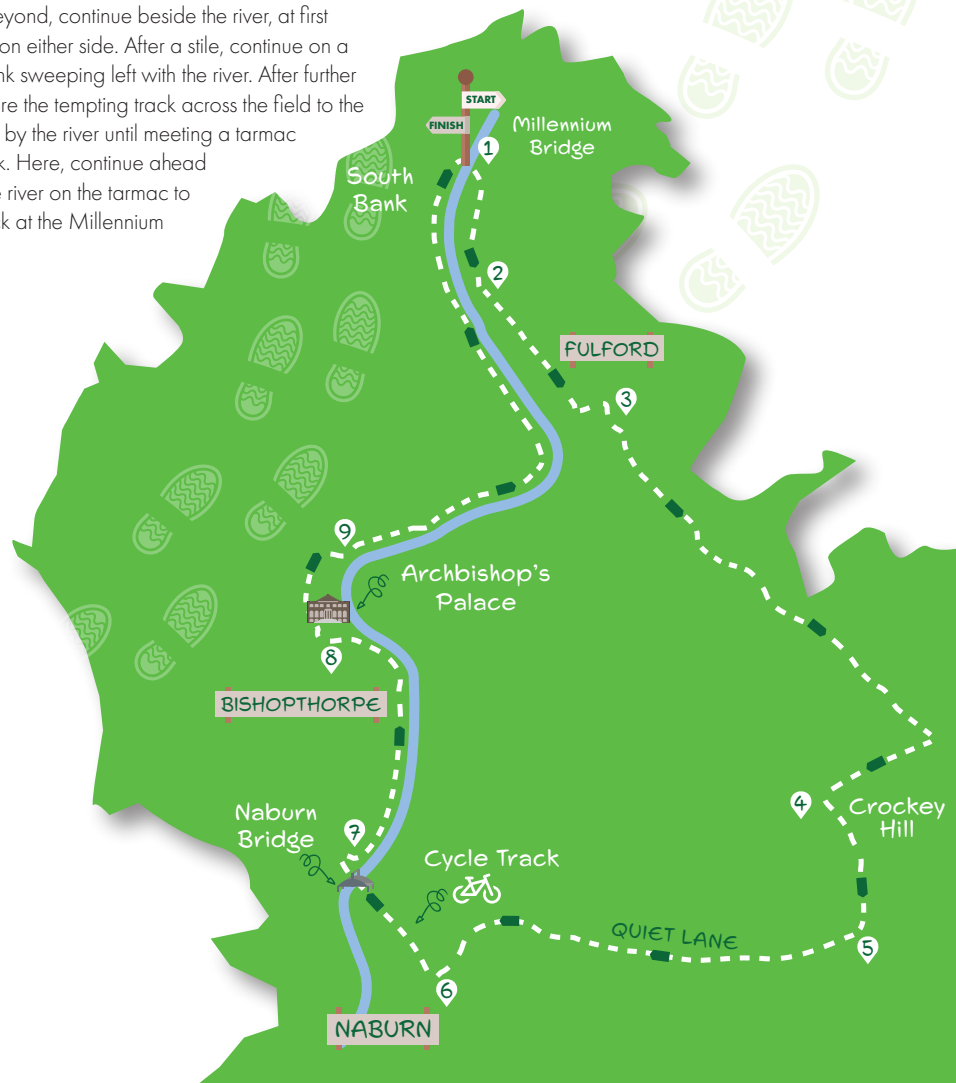 eyond, continue beside the river, at first
on either side. After a stile, continue on a
nk sweeping left with the river. After further
re the tempting track across the field to the
by the river until meeting a tarmac
k. Here, continue ahead
e river on the tarmac to
k at the Millennium
START
FINISH
Millennium
Bridge
1
South
Bank
2
FULFORD
3
9
Archbishop's
Palace
8
BISHOPTHORPE
Naburn
Bridge
7
4
Crockey
Hill
Cycle Track
QUIET LANE
5
6
NABURN